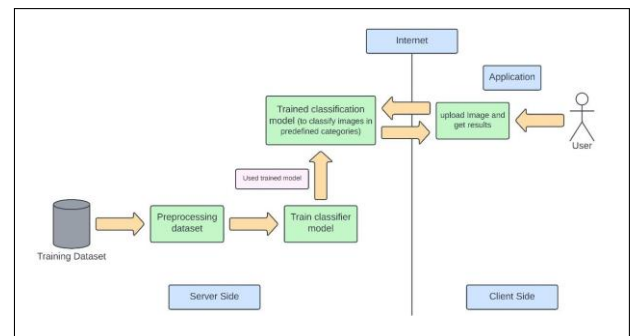 Internet
Application
Trained classification
model (to classify images in
predefined categories)
upload Image and
get results
User
Used trained model
Preprocessing
dataset
Train classifier
model
Training Dataset
Server Side
Client Side